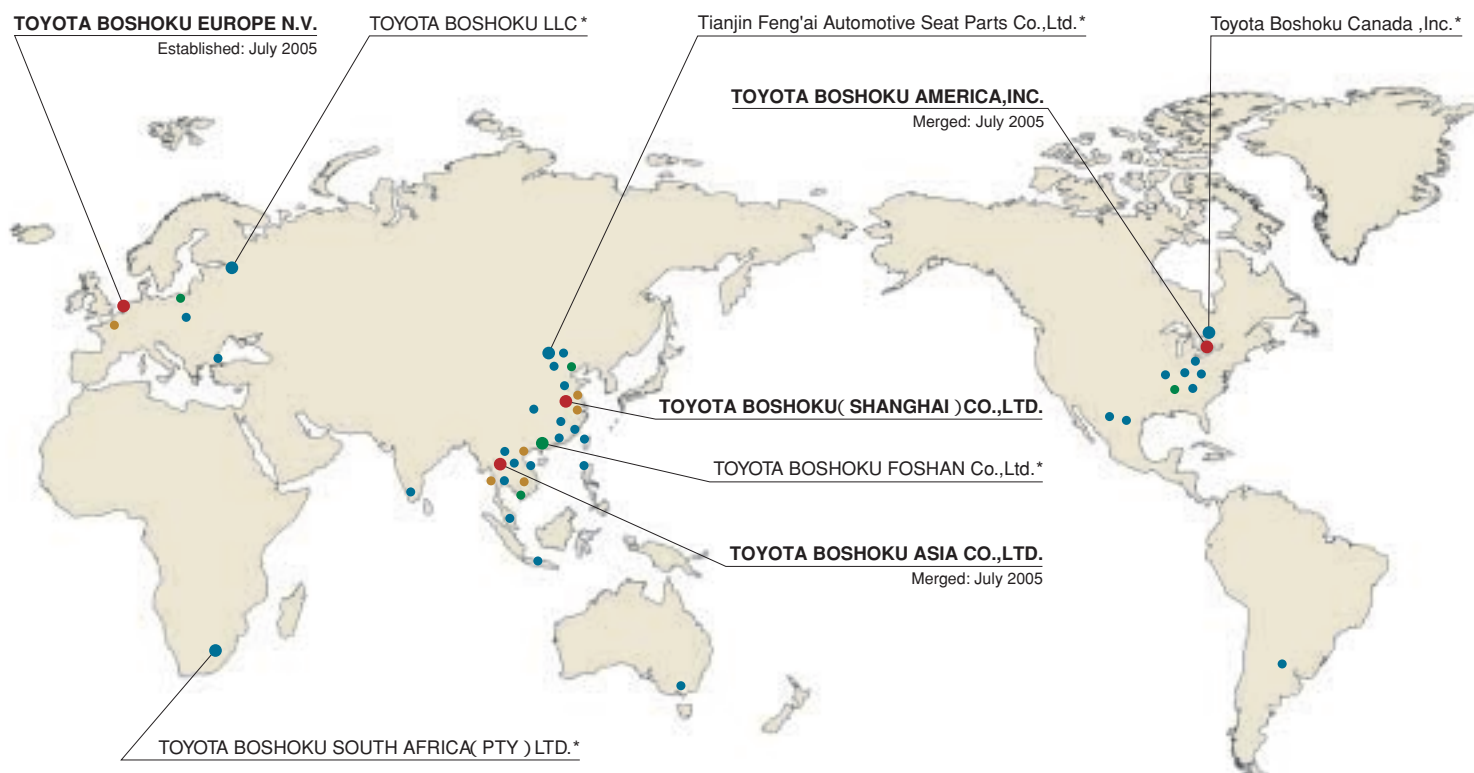 TOYOTA BOSHOKU EUROPE N.V.
Established: July 2005
TOYOTA BOSHOKU LLC*
Tianjin Feng'ai Automotive Seat Parts Co.,Ltd.*
Toyota Boshoku Canada ,Inc.*
TOYOTA BOSHOKU AMERICA,INC.
Merged: July 2005
TOYOTA BOSHOKU( SHANGHAI )CO.,LTD.
TOYOTA BOSHOKU FOSHAN Co.,Ltd.*
TOYOTA BOSHOKU ASIA CO.,LTD.
Merged: July 2005
TOYOTA BOSHOKU SOUTH AFRICA( PTY )LTD.*